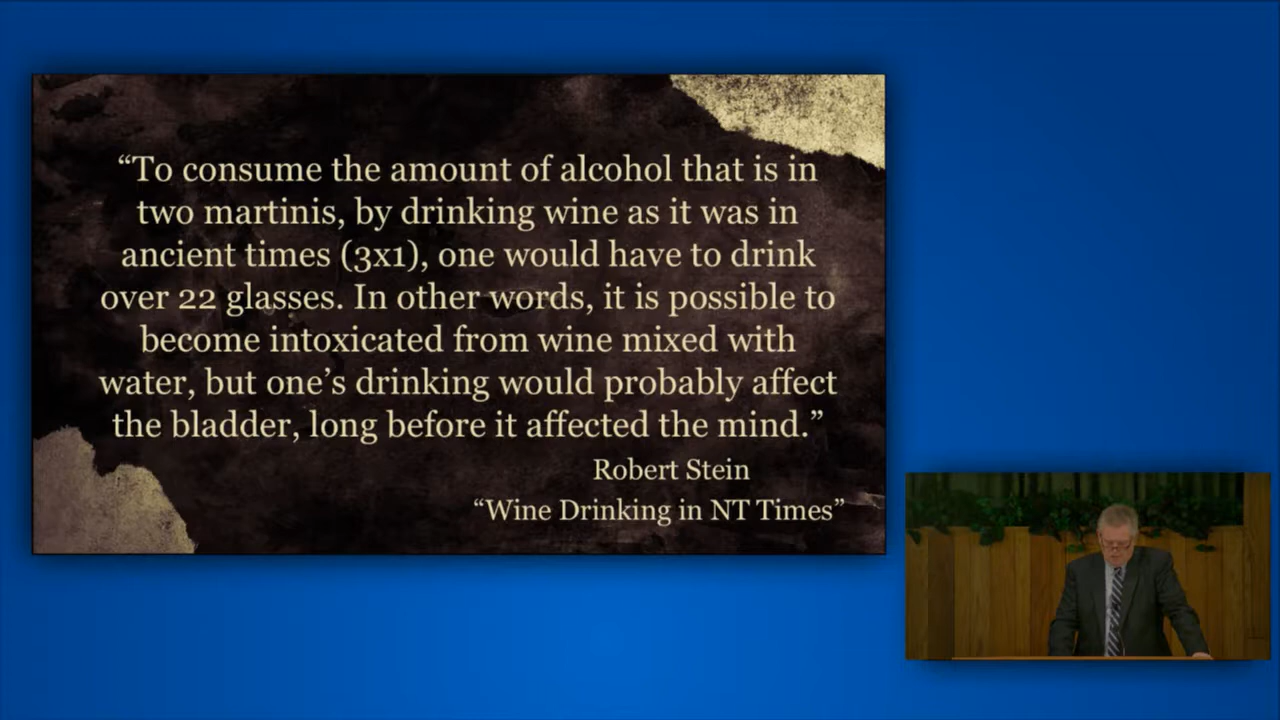 “To consume the amount of alcohol that is in
two martinis, by drinking wine as it was in
ancient times (3x1), one would have to drink
over 22 glasses. In other words, it is possible to
become intoxicated from wine mixed with
water, but one’s drinking would probably affect
the bladder, long before it affected the mind.”
Robert Stein
“Wine Drinking in NT Times”